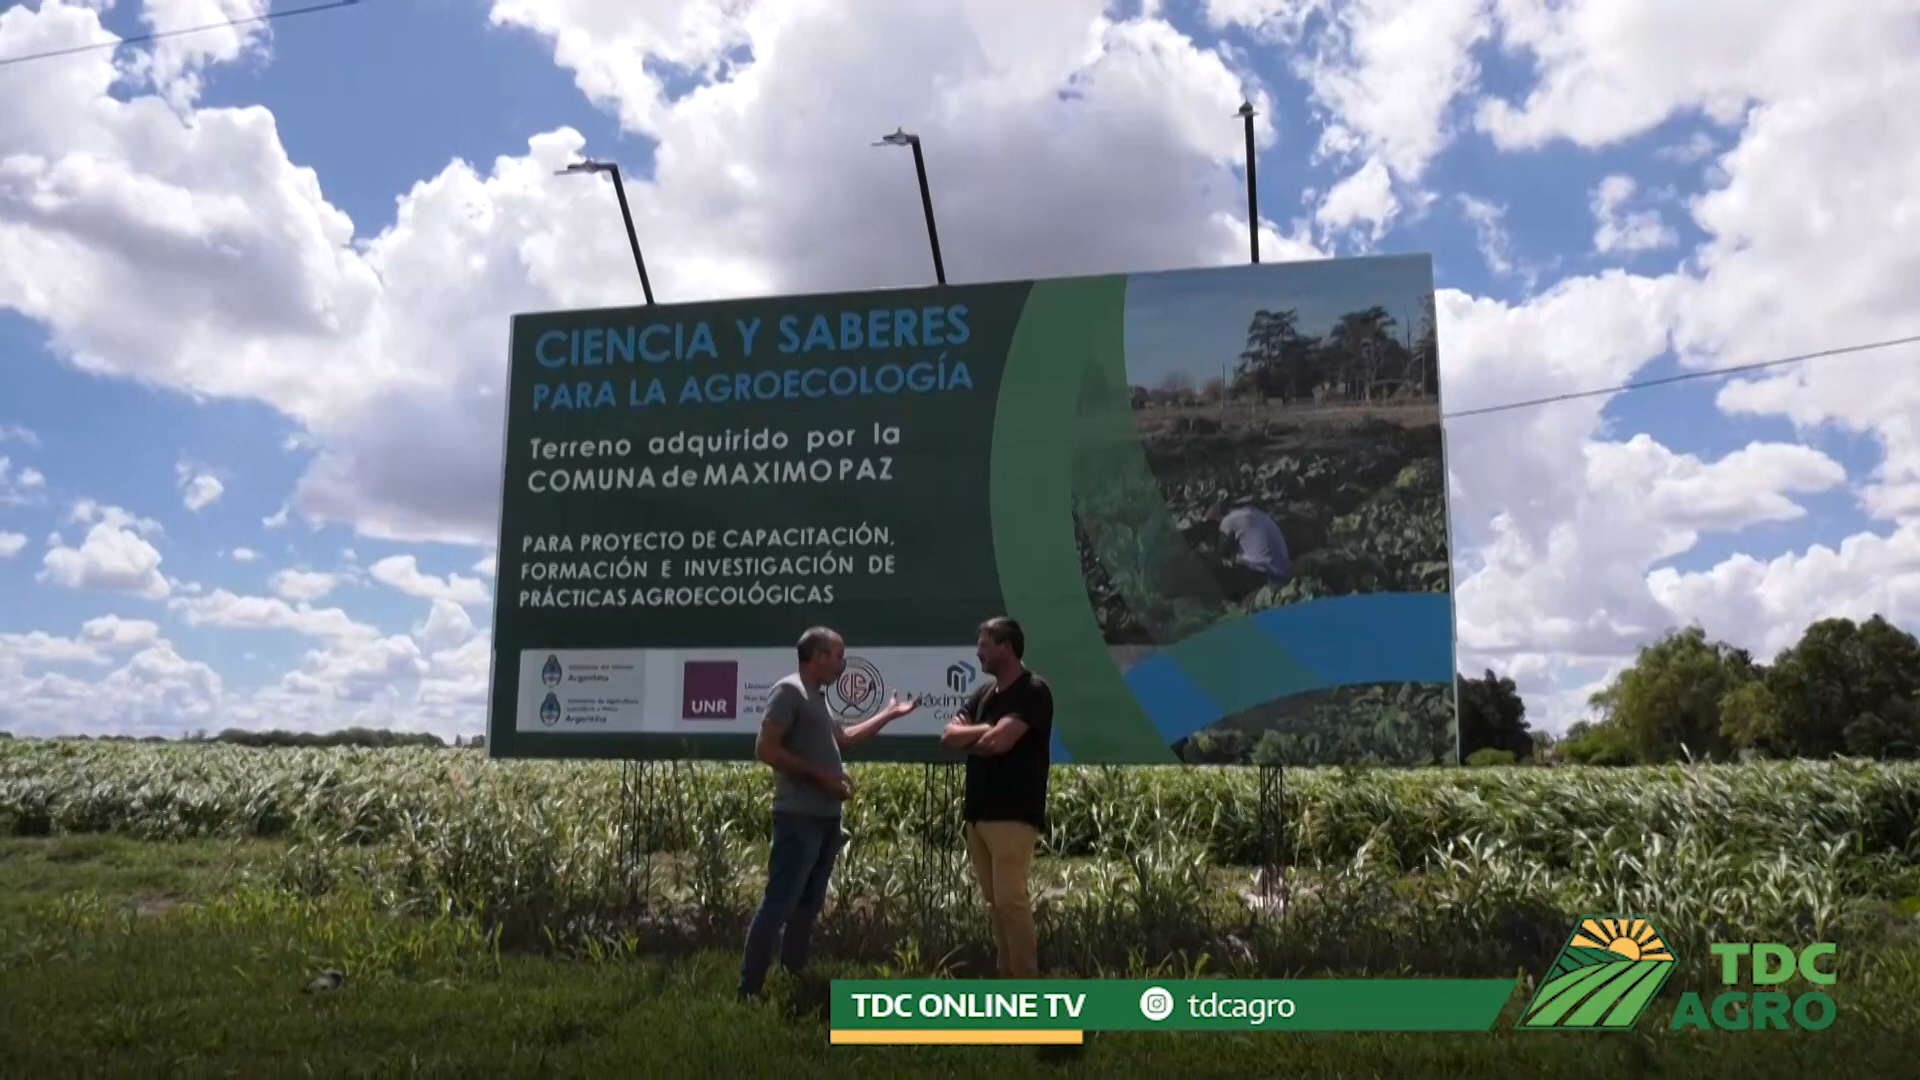 CIENCIA Y SABERES
PARA LA AGROECOLOGÍA
Terreno adquirido por la
COMUNA de MAXIMO PAZ
PARA PROYECTO DE CAPACITACIÓN,
FORMACIÓN E INVESTIGACIÓN DE
PRÁCTICAS AGROECOLÓGICAS
Argentina
Argentina
UNR
TDC ONLINE TV
tdcagro
TDC
AGRO